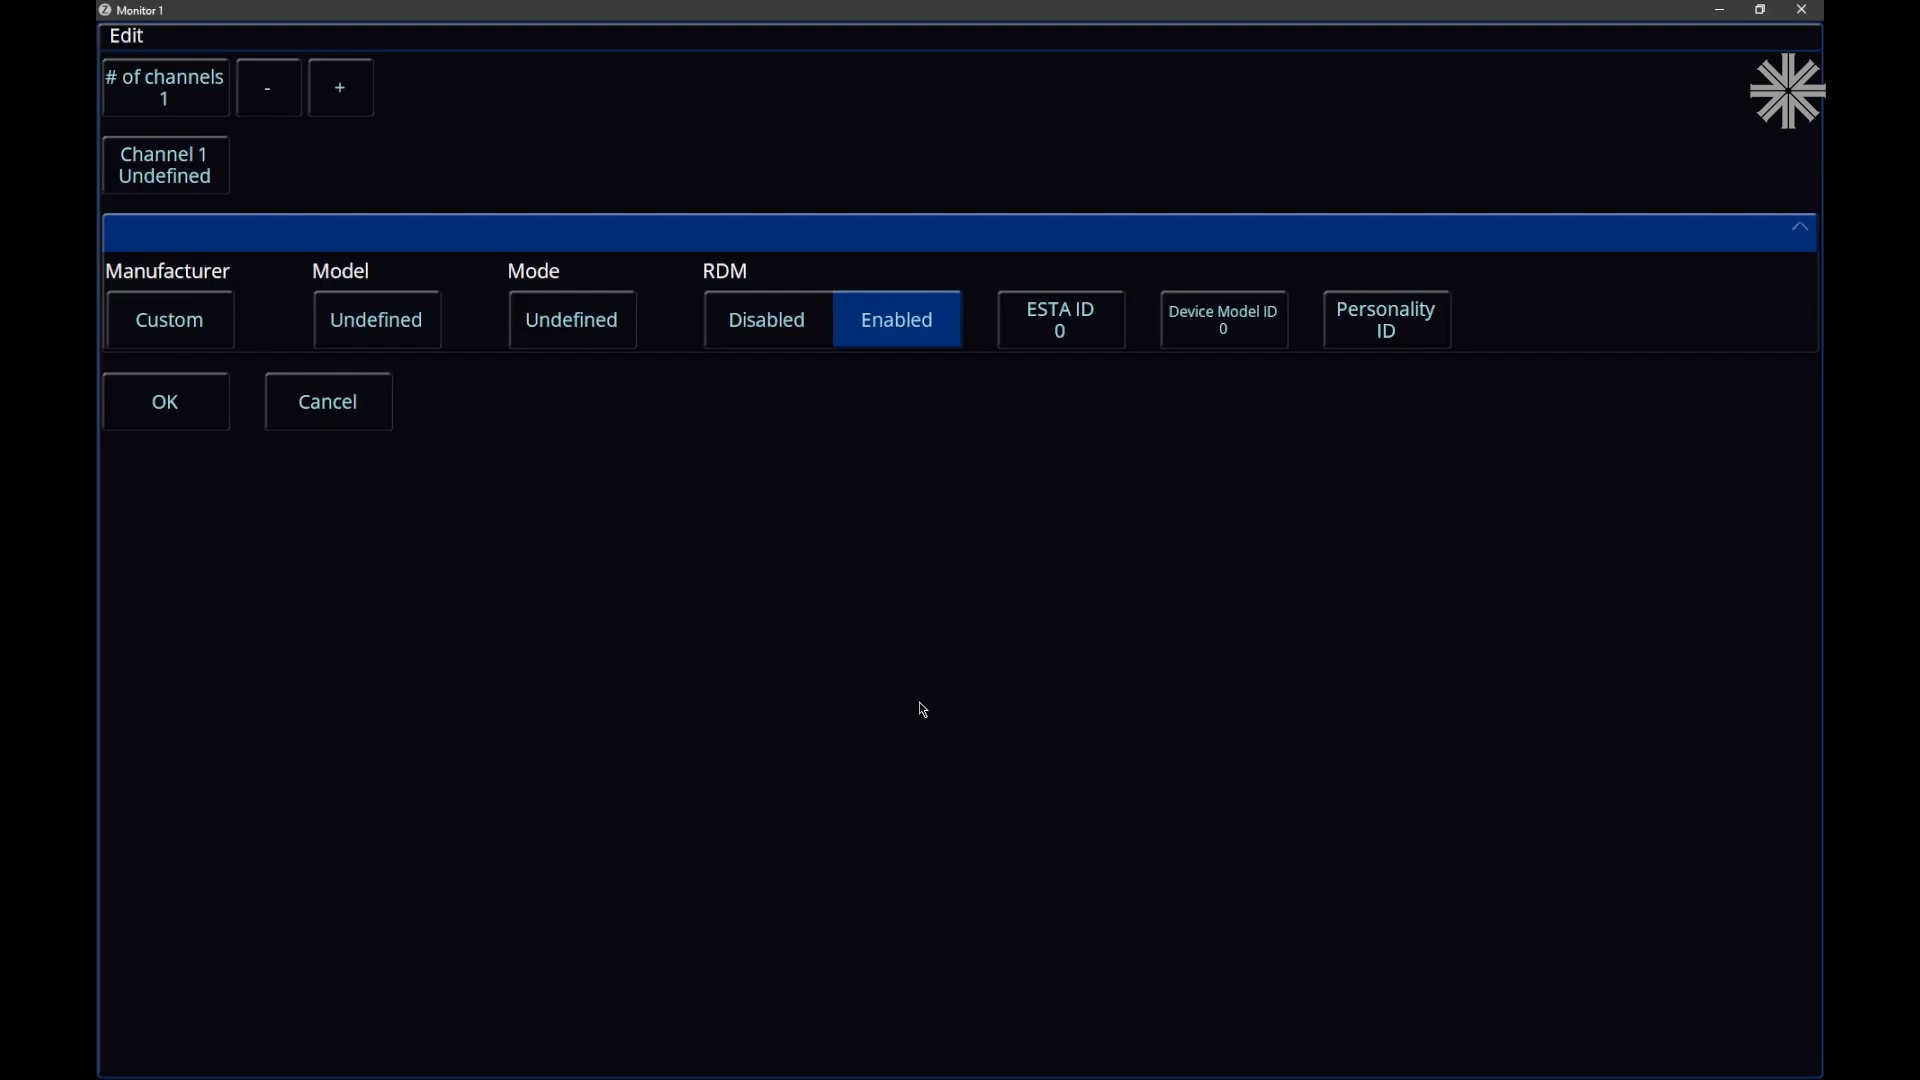 Monitor 1
Edit
# of channels
1
-
+
Channel 1
Undefined
Manufacturer
Model
Mode
RDM
Custom
Undefined
Undefined
Disabled
Enabled
ESTA ID
0
Device Model ID
0
Personality
ID
OK
Cancel